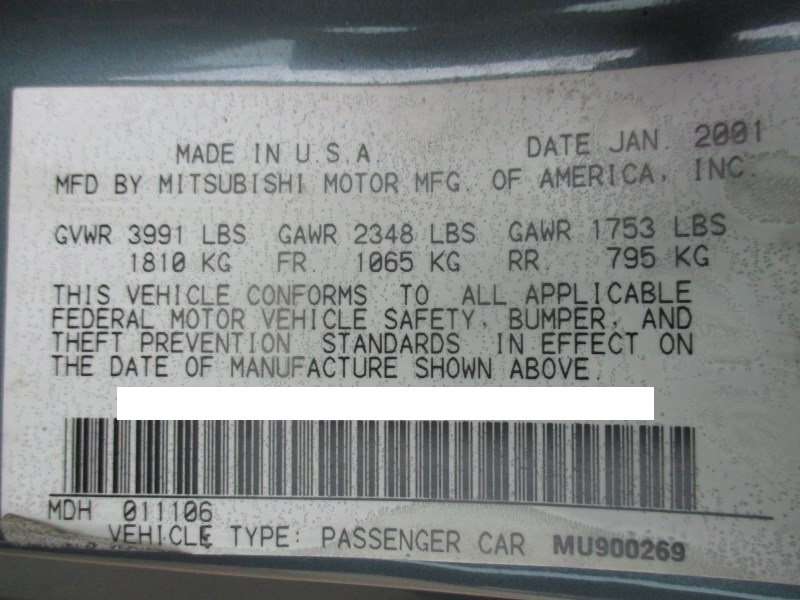 MADE IN U.S.A. DATE JAN. 2001
MFD BY MITSUBISHI MOTOR MFG. OF AMERICA, INC.
GVWR 3991 LBS GAWR 2348 LBS GAWR 1753 LBS
1810 KG FR. 1065 KG RR. 795 KG
THIS VEHICLE CONFORMS TO ALL APPLICABLE
FEDERAL MOTOR VEHICLE SAFETY, BUMPER, AND
THEFT PREVENTION STANDARDS IN EFFECT ON
THE DATE OF MANUFACTURE SHOWN ABOVE.
MDH 011106
VEHICLE TYPE: PASSENGER CAR MU900269